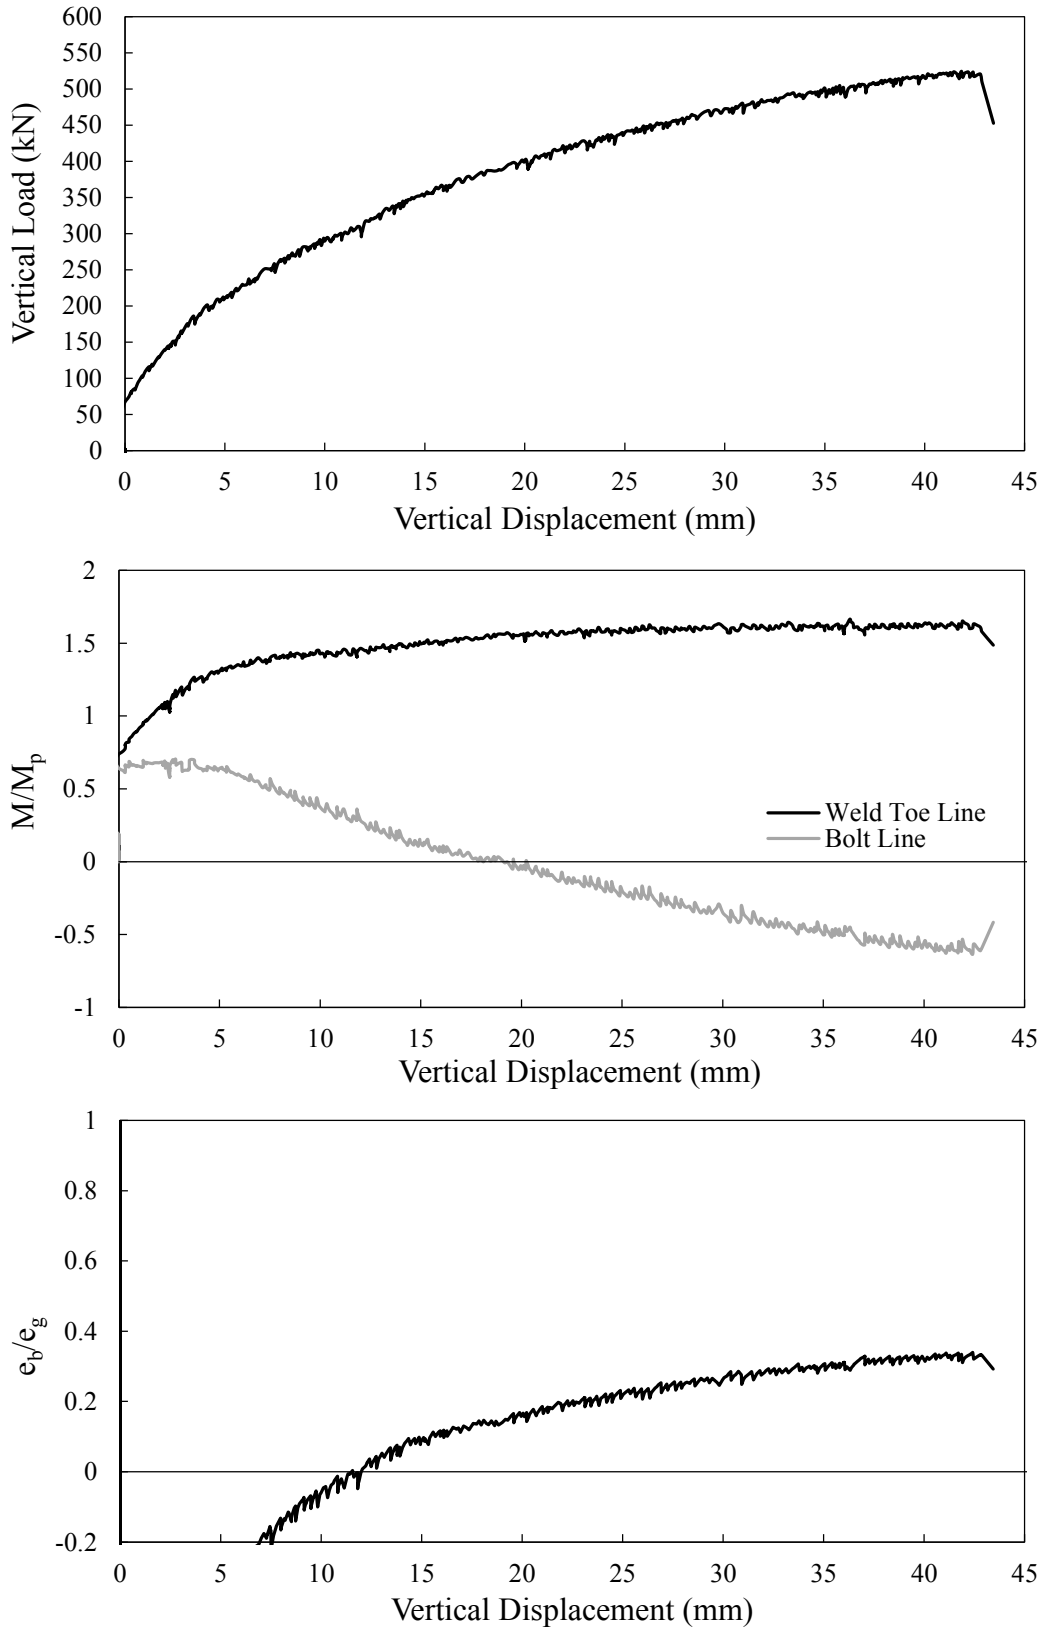 600
550
500
450
400
350
300
250
200
150
100
50
0
Vertical Load (kN)
0 5 10 15 20 25 30 35 40 45
Vertical Displacement (mm)
2
1.5
1
0.5
0
-0.5
-1
M/Mp
Weld Toe Line
Bolt Line
0 5 10 15 20 25 30 35 40 45
Vertical Displacement (mm)
1
0.8
0.6
0.4
0.2
0
-0.2
eb/eg
0 5 10 15 20 25 30 35 40 45
Vertical Displacement (mm)